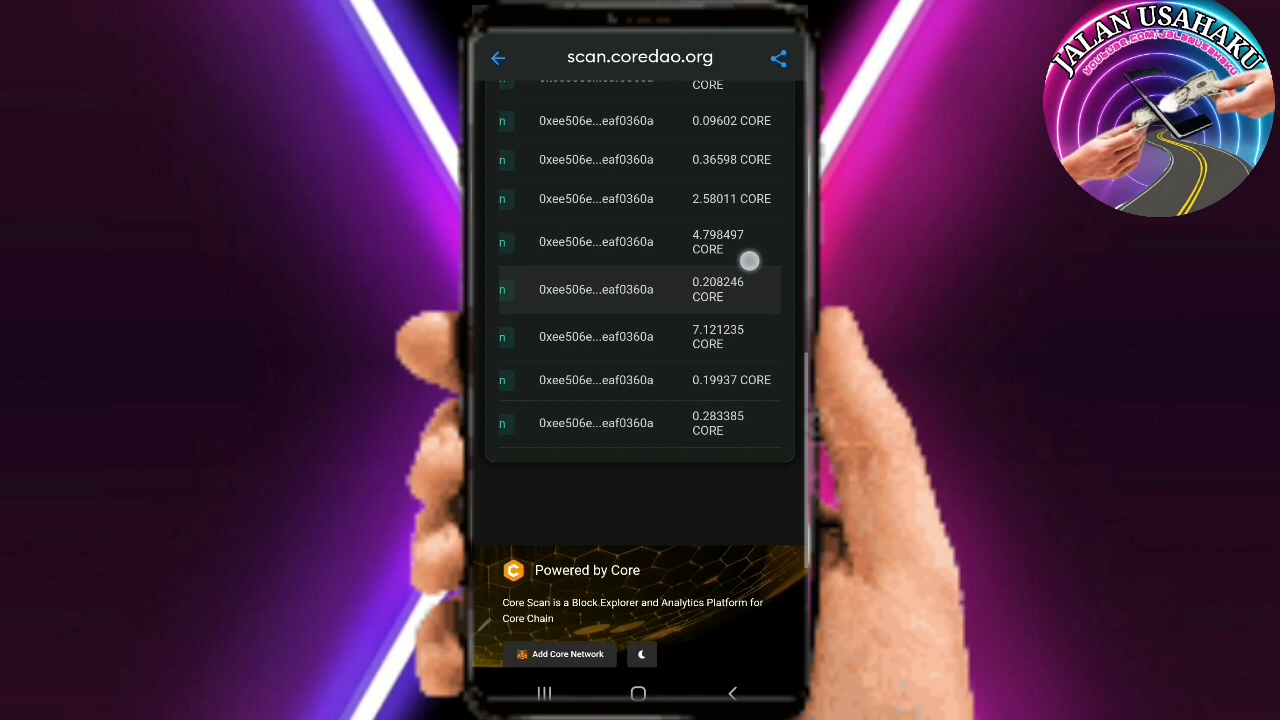 scan.coredao.org
CORE
n 0xee506e...eaf0360a 0.09602 CORE
n 0xee506e...eaf0360a 0.36598 CORE
n 0xee506e...eaf0360a 2.58011 CORE
n 0xee506e...eaf0360a 4.798497
CORE
n 0xee506e...eaf0360a 0.208246
CORE
n 0xee506e...eaf0360a 7.121235
CORE
n 0xee506e...eaf0360a 0.19937 CORE
n 0xee506e...eaf0360a 0.283385
CORE
Powered by Core
Core Scan is a Block Explorer and Analytics Platform for
Core Chain
Add Core Network
JALAN USAHAKU
YOUTUBE.COM/JALANUSAHAKU